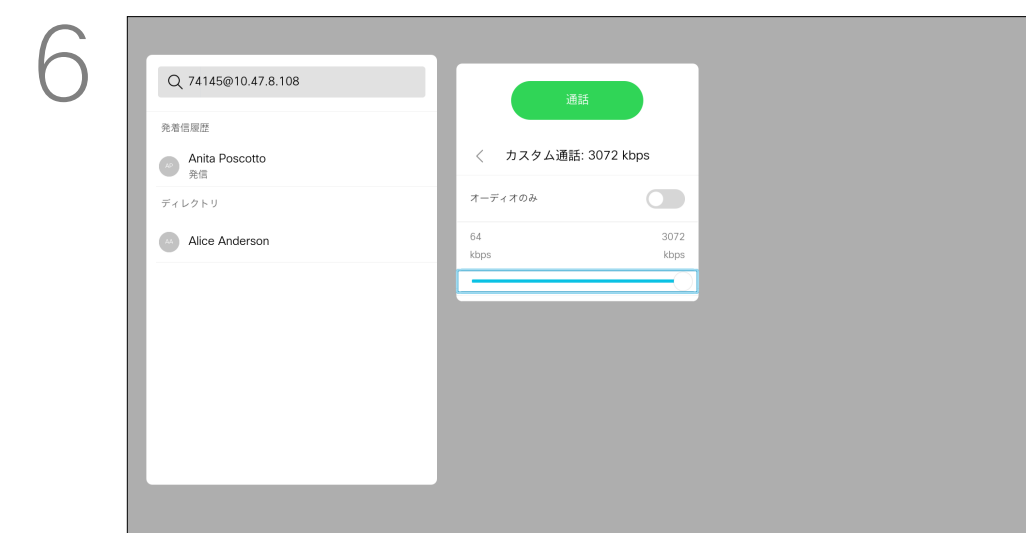 6
74145@10.47.8.108
発着信履歴
AP
Anita Poscotto
発信
ディレクトリ
AA
Alice Anderson
通話
カスタム通話: 3072 kbps
オーディオのみ
64 3072
kbps kbps